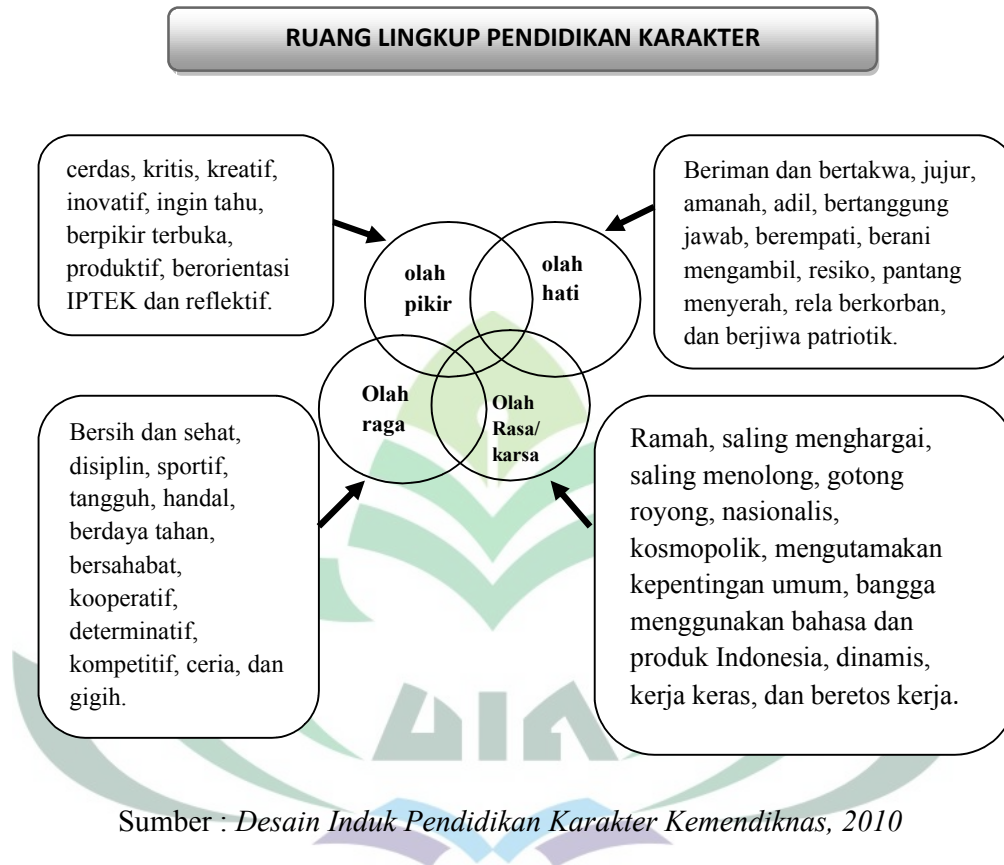 RUANG LINGKUP PENDIDIKAN KARAKTER
cerdas, kritis, kreatif,
inovatif, ingin tahu,
berpikir terbuka,
produktif, berorientasi
IPTEK dan reflektif.
Beriman dan bertakwa, jujur,
amanah, adil, bertanggung
jawab, berempati, berani
mengambil, resiko, pantang
menyerah, rela berkorban,
dan berjiwa patriotik.
olah
pikir
olah
hati
Olah
raga
Olah
Rasa/
karsa
Bersih dan sehat,
disiplin, sportif,
tangguh, handal,
berdaya tahan,
bersahabat,
kooperatif,
determinatif,
kompetitif, ceria, dan
gigih.
Ramah, saling menghargai,
saling menolong, gotong
royong, nasionalis,
kosmopolik, mengutamakan
kepentingan umum, bangga
menggunakan bahasa dan
produk Indonesia, dinamis,
kerja keras, dan beretos kerja.
UIN
Sumber : Desain Induk Pendidikan Karakter Kemendiknas, 2010